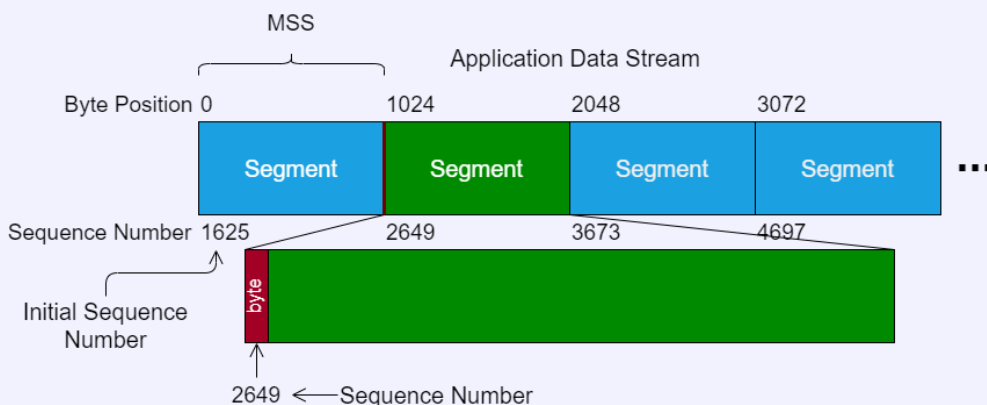 MSS
Application Data Stream
Byte Position 0 1024 2048 3072
Segment Segment Segment Segment ...
Sequence Number 1625 2649 3673 4697
byte
Initial Sequence
Number
2649 Sequence Number